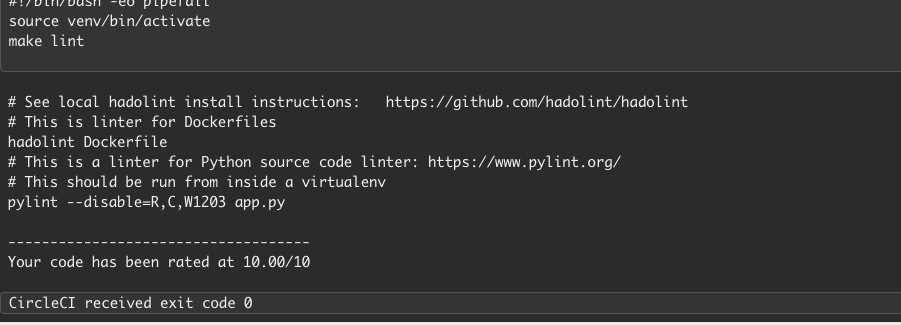 #!/bin/bash -eo pipefail
source venv/bin/activate
make lint
# See local hadolint install instructions:   https://github.com/hadolint/hadolint
# This is linter for Dockerfiles
hadolint Dockerfile
# This is a linter for Python source code linter: https://www.pylint.org/
# This should be run from inside a virtualenv
pylint --disable=R,C,W1203 app.py
------------------------------------
Your code has been rated at 10.00/10
CircleCI received exit code 0